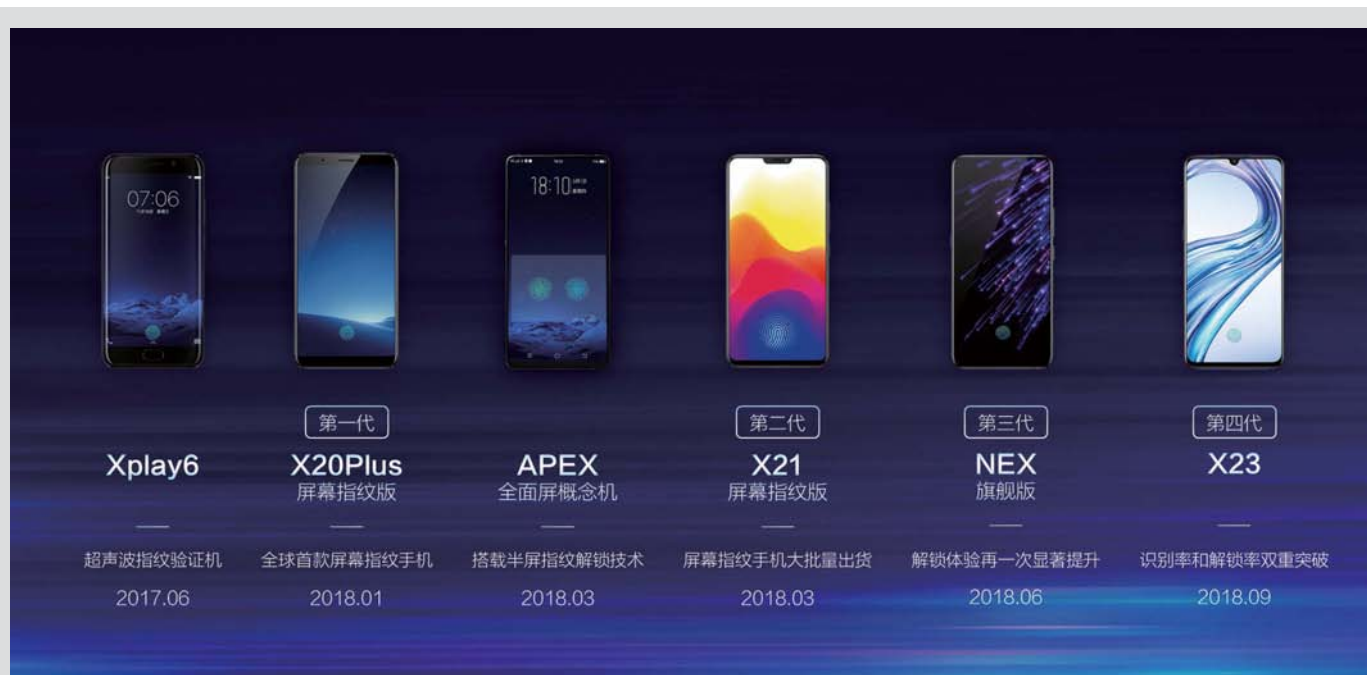 07:06
18:10
第一代
第二代
第三代
第四代
Xplay6
X20Plus
屏幕指纹版
APEX
全面屏概念机
X21
屏幕指纹版
NEX
旗舰版
X23
超声波指纹验证机
全球首款屏幕指纹手机
搭载半屏指纹解锁技术
屏幕指纹手机大批量出货
解锁体验再一次显著提升
识别率和解锁率双重突破
2017.06
2018.01
2018.03
2018.03
2018.06
2018.09